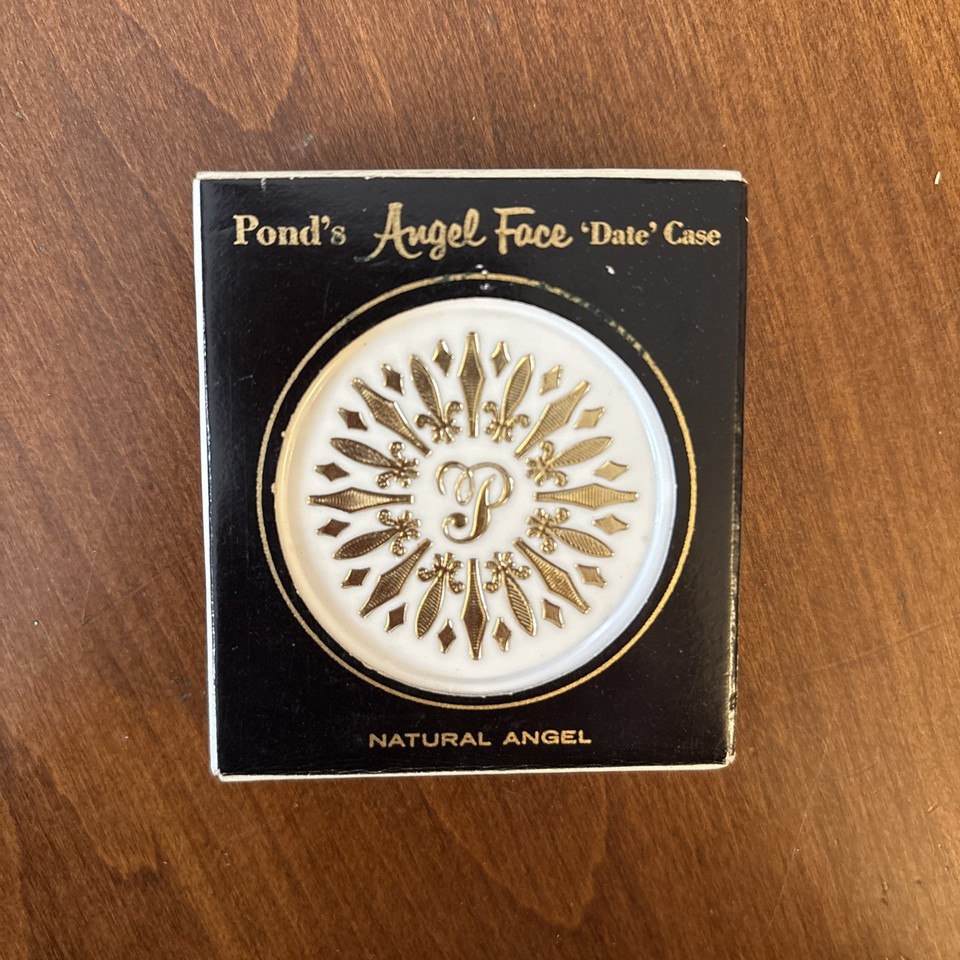 Pond's Angel Face 'Date' Case
P
NATURAL ANGEL